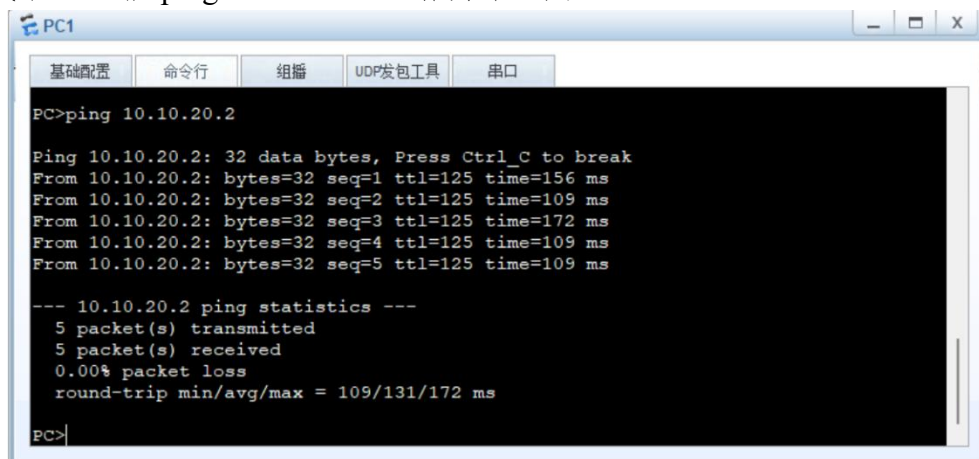 ping
PC1
基础配置 命令行 组播 UDP发包工具 串口
PC>ping 10.10.20.2
Ping 10.10.20.2: 32 data bytes, Press Ctrl_C to break
From 10.10.20.2: bytes=32 seq=1 ttl=125 time=156 ms
From 10.10.20.2: bytes=32 seq=2 ttl=125 time=109 ms
From 10.10.20.2: bytes=32 seq=3 ttl=125 time=172 ms
From 10.10.20.2: bytes=32 seq=4 ttl=125 time=109 ms
From 10.10.20.2: bytes=32 seq=5 ttl=125 time=109 ms
--- 10.10.20.2 ping statistics ---
5 packet(s) transmitted
5 packet(s) received
0.00% packet loss
round-trip min/avg/max = 109/131/172 ms
PC>